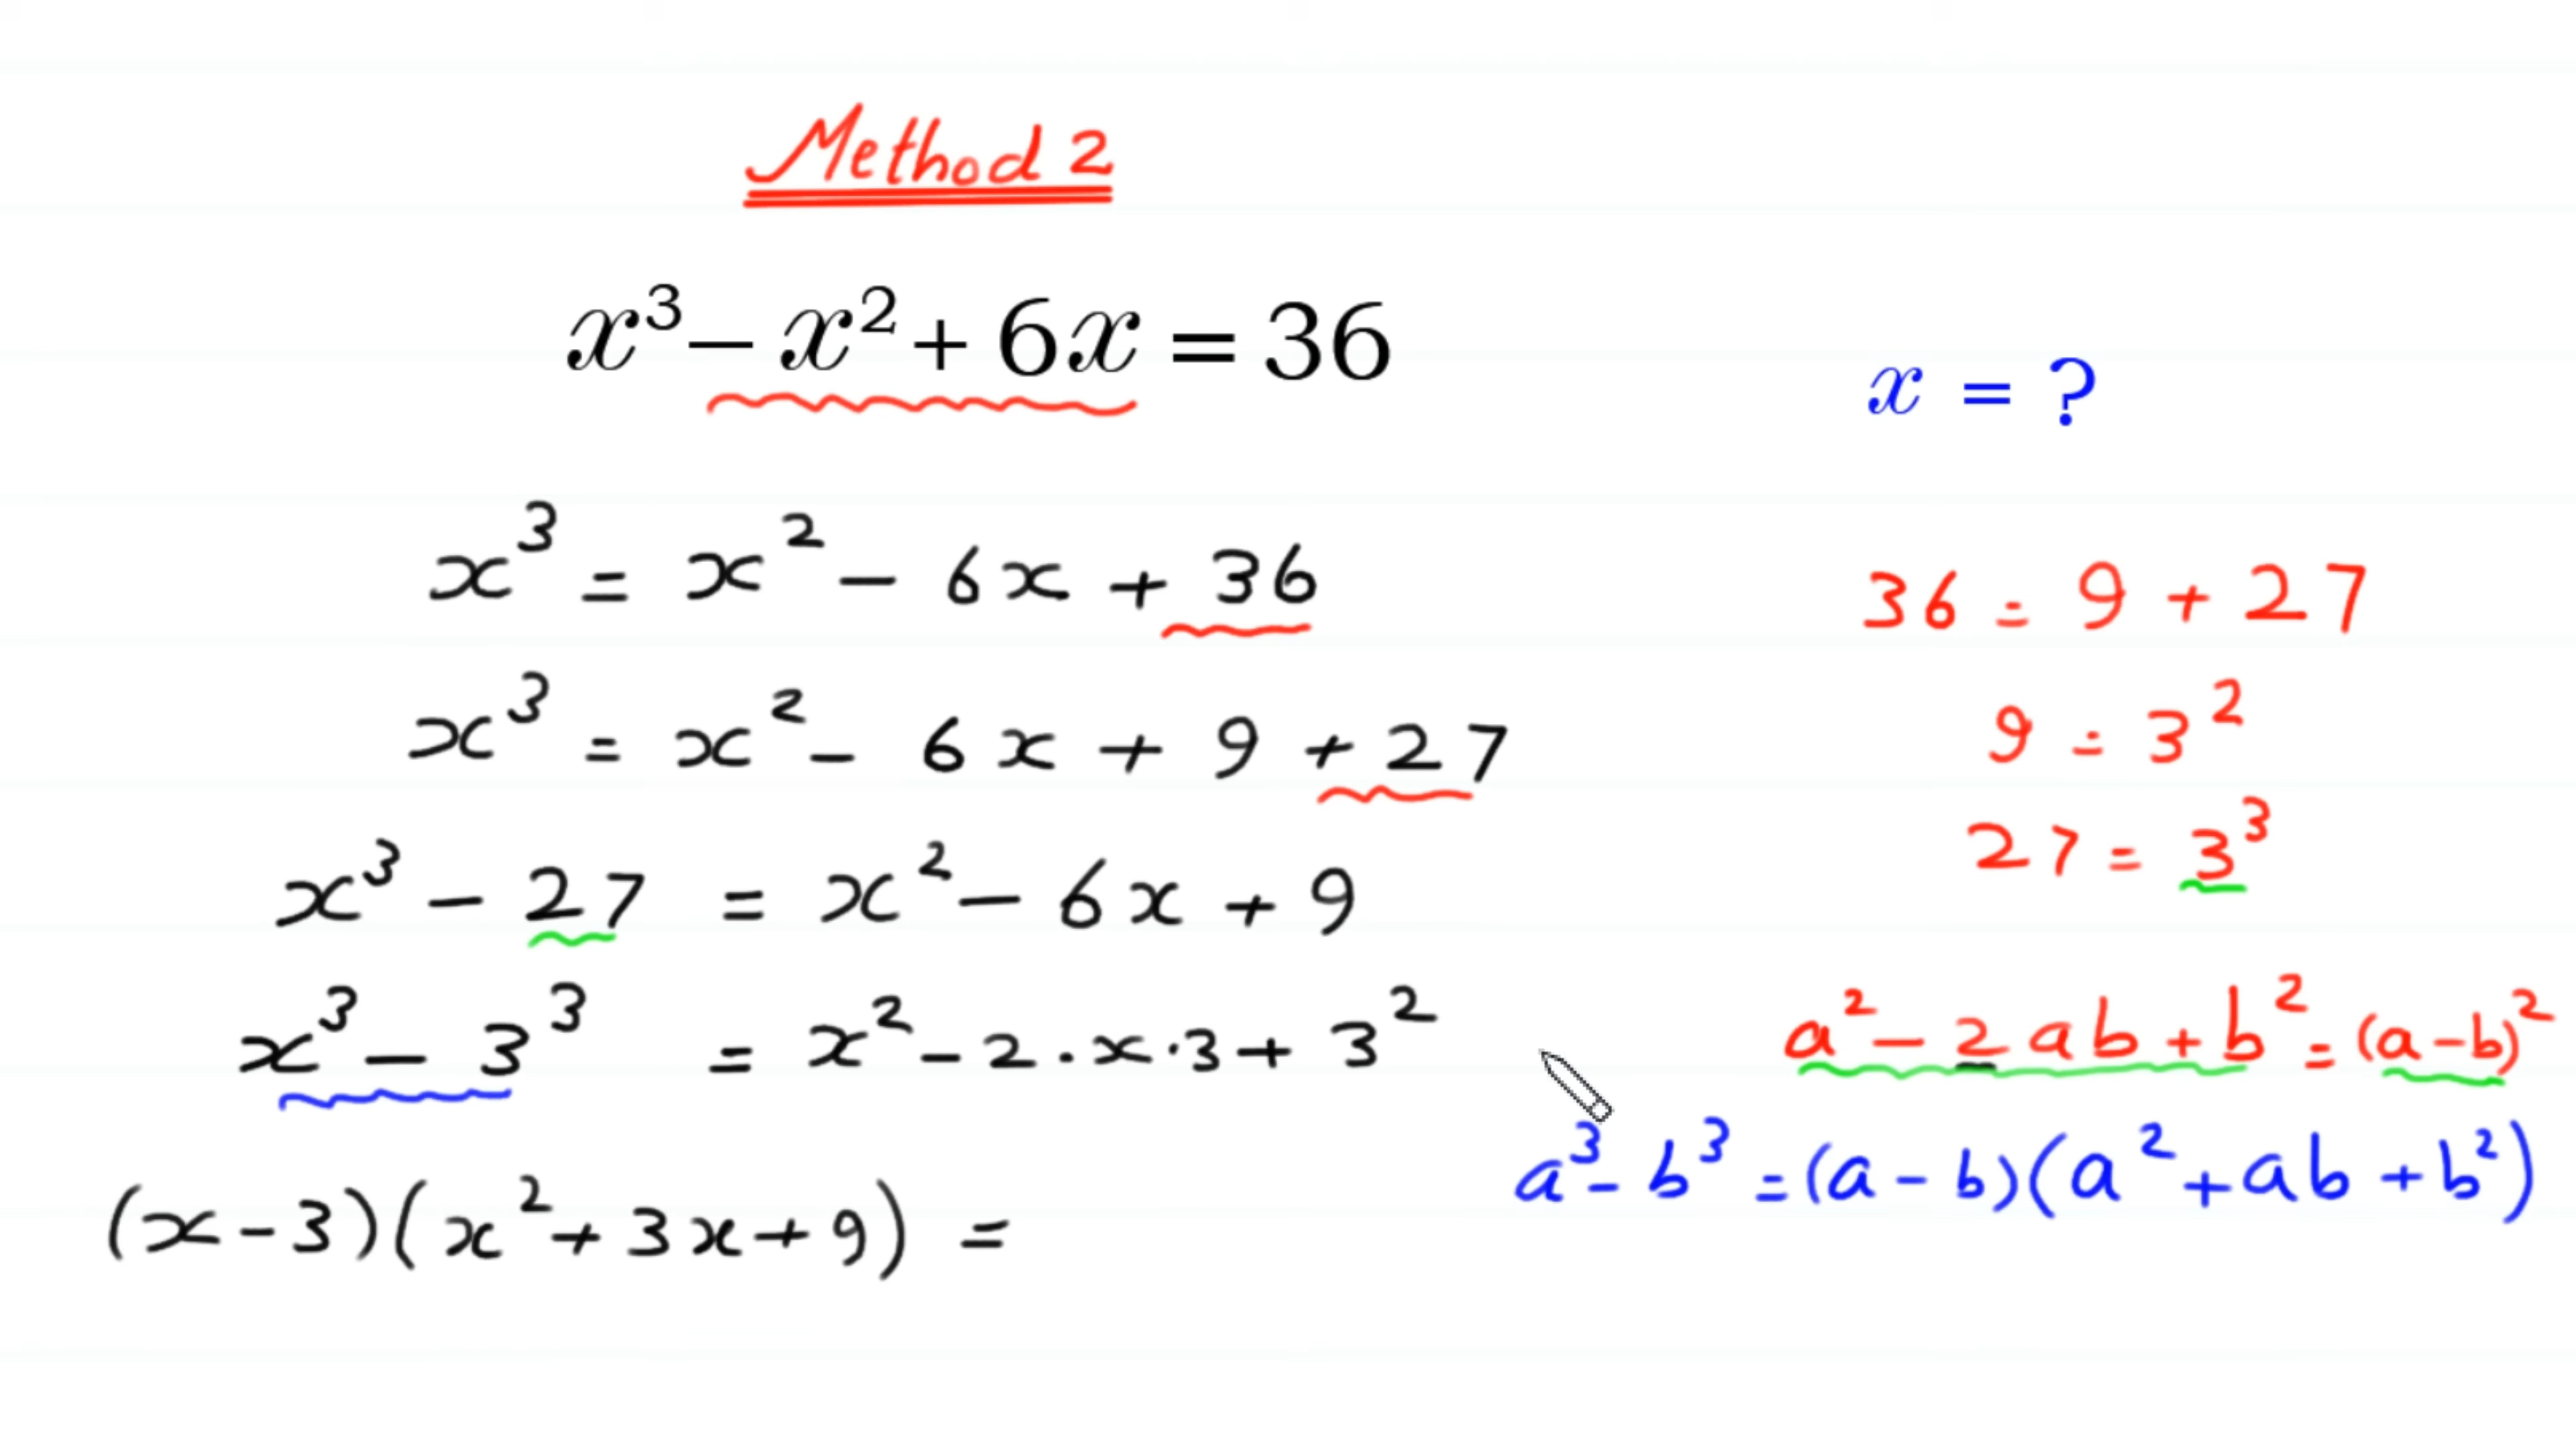 Method 2
x³ − x² + 6x = 36
x = ?
x³ = x² − 6x + 36
36 = 9 + 27
x³ = x² − 6x + 9 + 27
9 = 3²
27 = 3³
x³ − 27 = x² − 6x + 9
x³ − 3³ = x² − 2 · x · 3 + 3²
a² − 2ab + b² = (a − b)²
a³ − b³ = (a − b)(a² + ab + b²)
(x − 3)(x² + 3x + 9) =